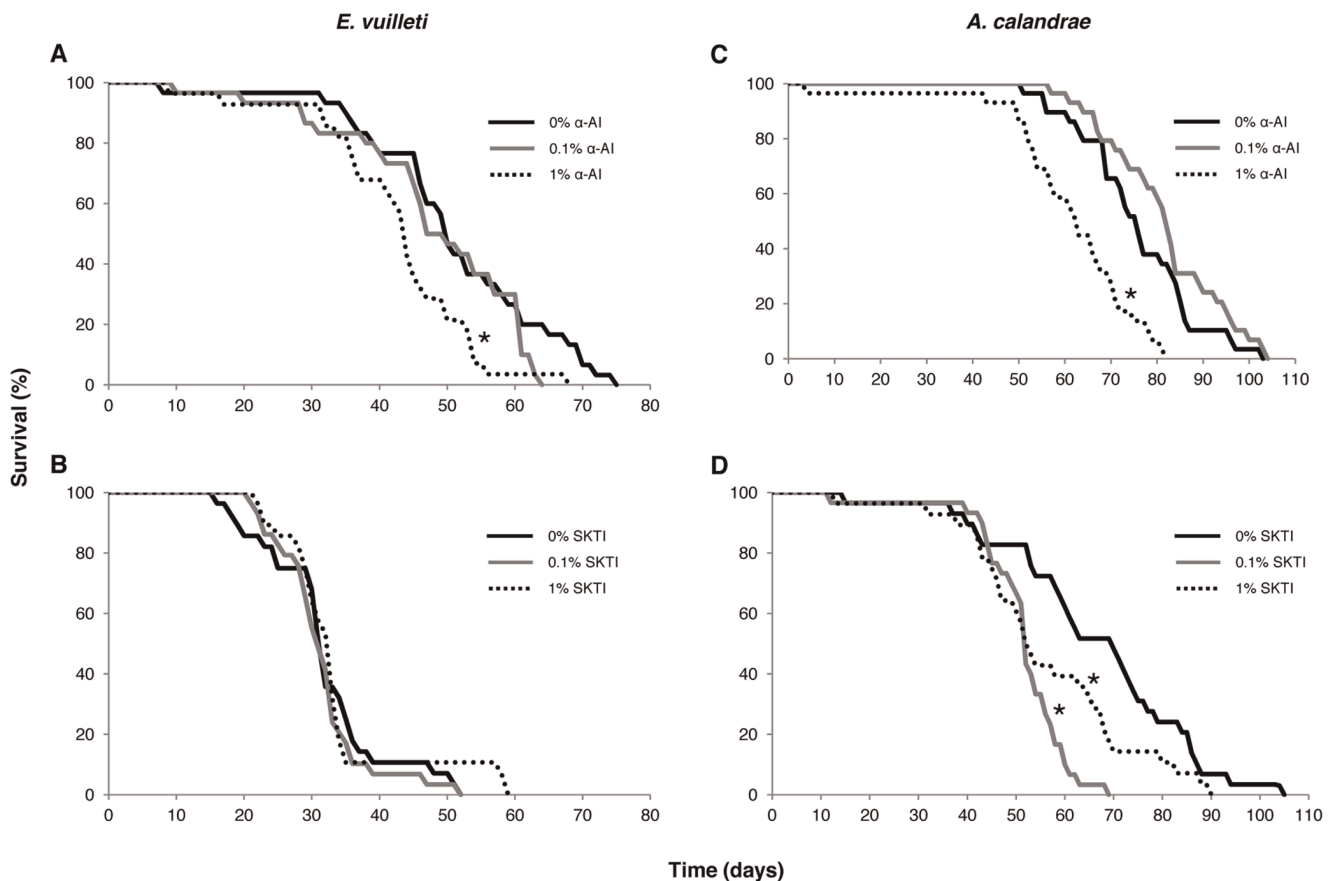 E. vuilleti
A. calandrae
Survival (%)
A
100
80
60
40
20
0
0 10 20 30 40 50 60 70 80
0% α-AI
0.1% α-AI
1% α-AI
*
C
100
80
60
40
20
0
0 10 20 30 40 50 60 70 80 90 100 110
0% α-AI
0.1% α-AI
1% α-AI
*
B
100
80
60
40
20
0
0 10 20 30 40 50 60 70 80
0% SKTI
0.1% SKTI
1% SKTI
D
100
80
60
40
20
0
0 10 20 30 40 50 60 70 80 90 100 110
0% SKTI
0.1% SKTI
1% SKTI
*
*
Time (days)